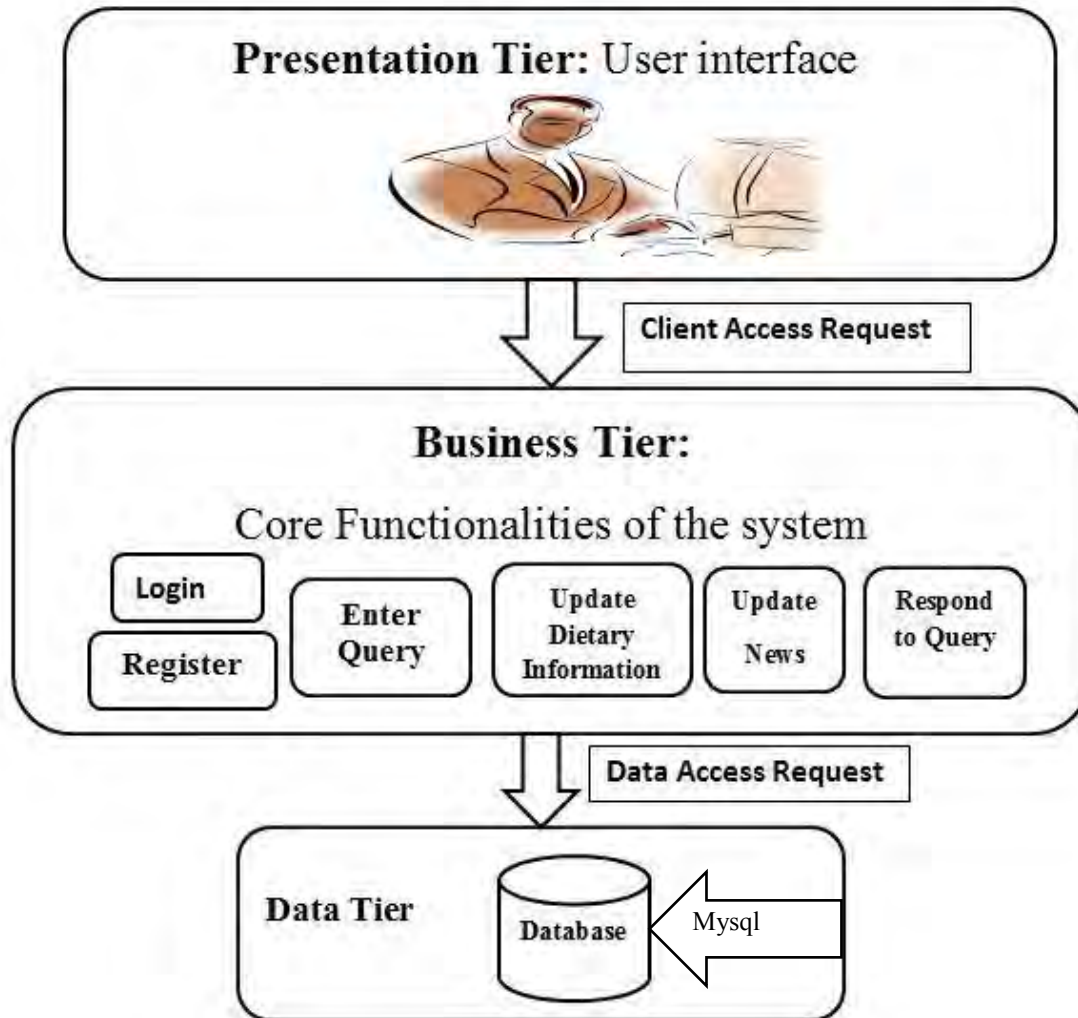 Presentation Tier: User interface
Client Access Request
Business Tier:
Core Functionalities of the system
Login
Register
Enter
Query
Update
Dietary
Information
Update
News
Respond
to Query
Data Access Request
Data Tier
Database
Mysql